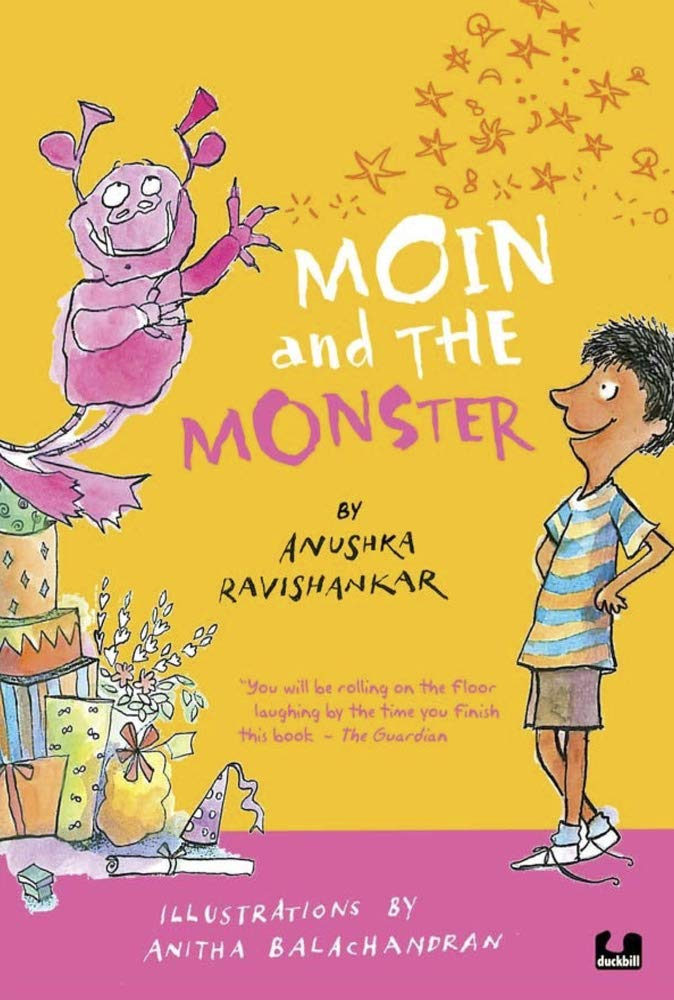 MOIN
and THE
MONSTER
BY
ANUSHKA
RAVISHANKAR
"You will be rolling on the floor
laughing by the time you finish
this book – The Guardian
ILLUSTRATIONS BY
ANITHA BALACHANDRAN
duckbill